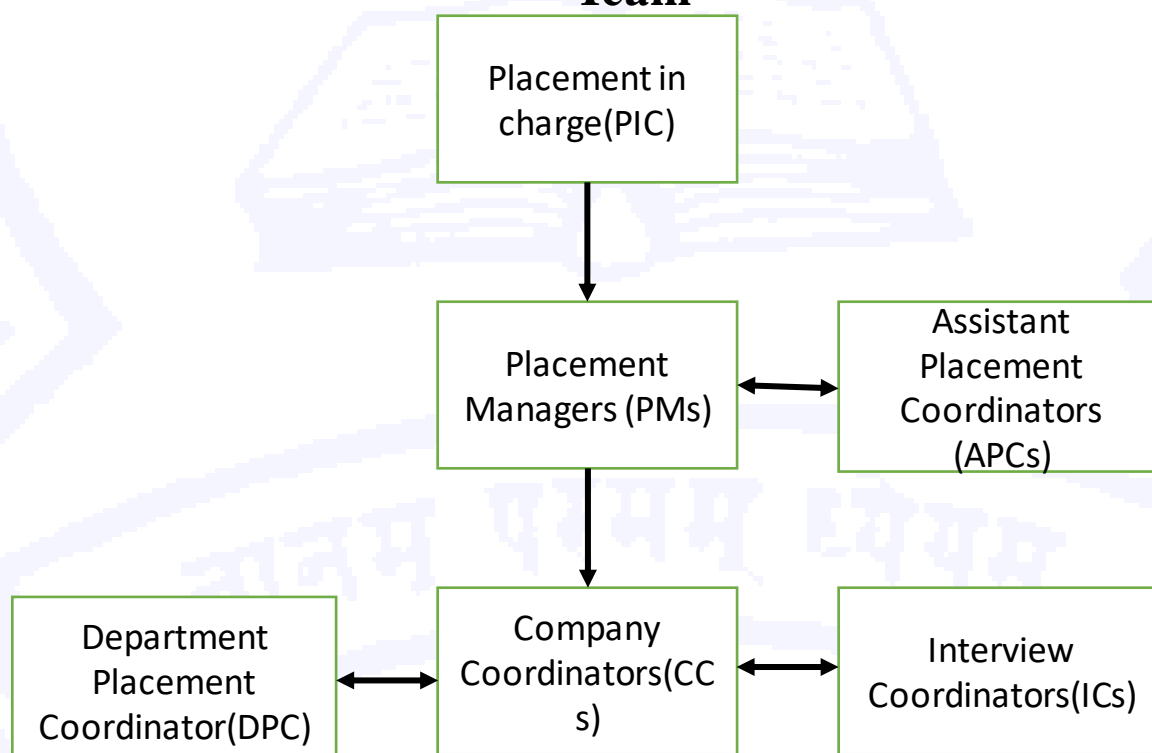 Team
Placement in
charge(PIC)
Placement
Managers (PMs)
Assistant
Placement
Coordinators
(APCs)
Department
Placement
Coordinator(DPC)
Company
Coordinators(CC
s)
Interview
Coordinators(ICs)